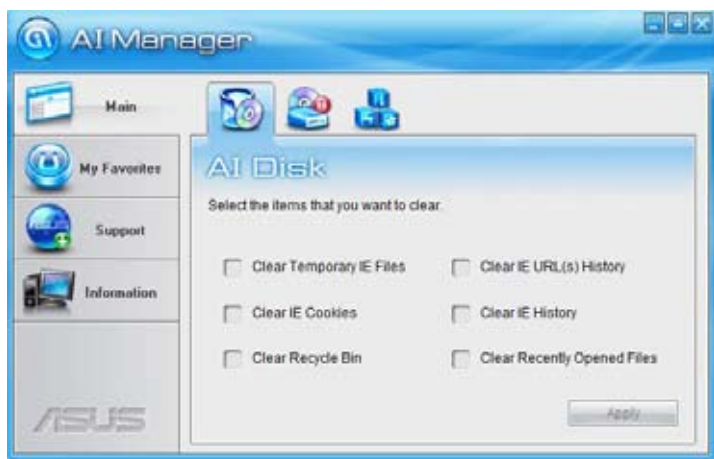 AI Manager
Main
My Favorites
Support
Information
ASUS
AI Disk
Select the items that you want to clear.
Clear Temporary IE Files
Clear IE URL(s) History
Clear IE Cookies
Clear IE History
Clear Recycle Bin
Clear Recently Opened Files
Apply